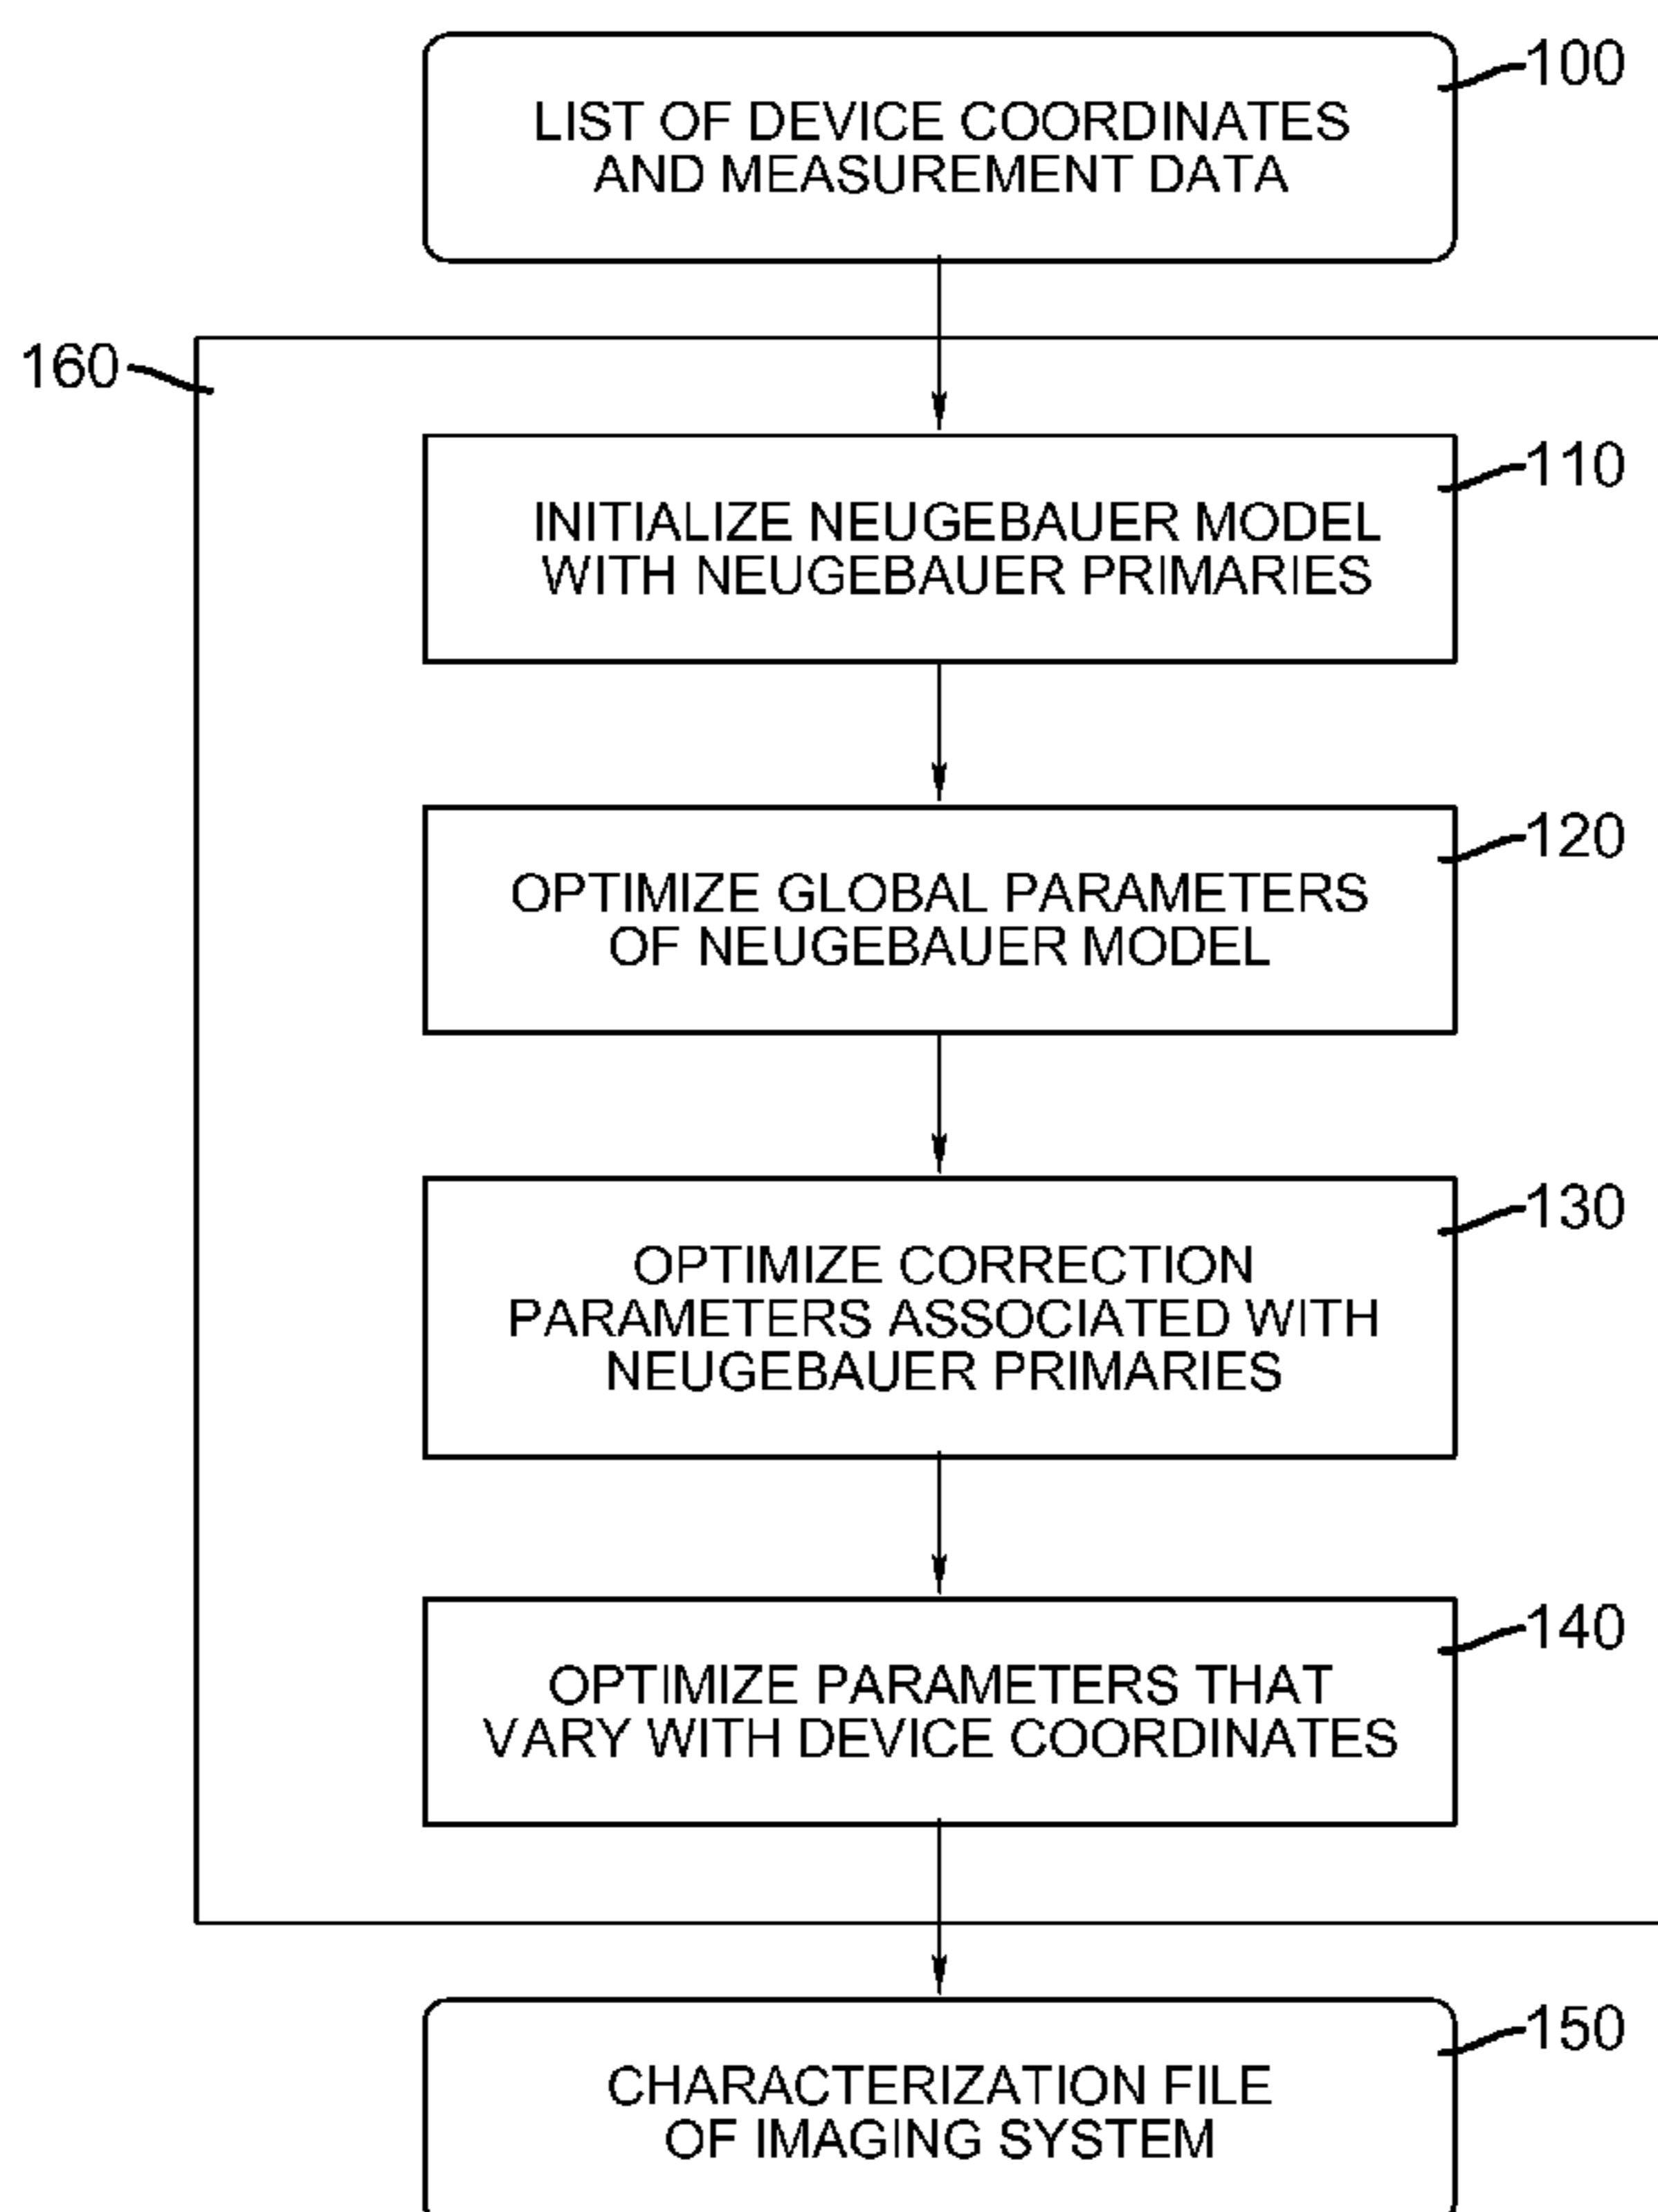 100
LIST OF DEVICE COORDINATES
AND MEASUREMENT DATA
160
110
INITIALIZE NEUGEBAUER MODEL
WITH NEUGEBAUER PRIMARIES
120
OPTIMIZE GLOBAL PARAMETERS
OF NEUGEBAUER MODEL
130
OPTIMIZE CORRECTION
PARAMETERS ASSOCIATED WITH
NEUGEBAUER PRIMARIES
140
OPTIMIZE PARAMETERS THAT
VARY WITH DEVICE COORDINATES
150
CHARACTERIZATION FILE
OF IMAGING SYSTEM